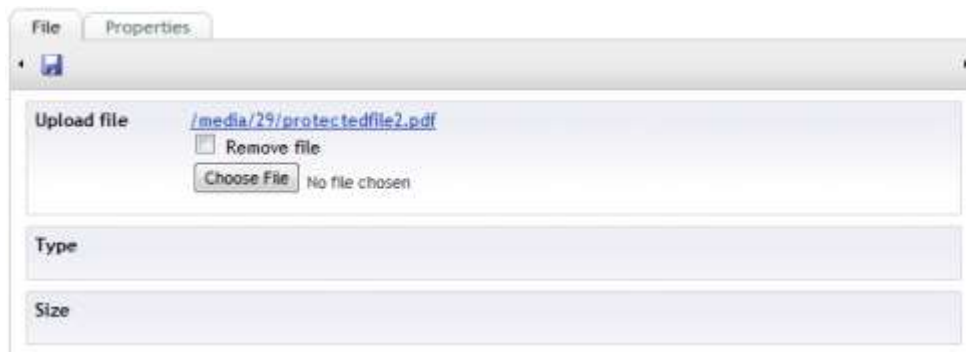 File
Properties
Upload file
/media/29/protectedfile2.pdf
Remove file
Choose File No file chosen
Type
Size